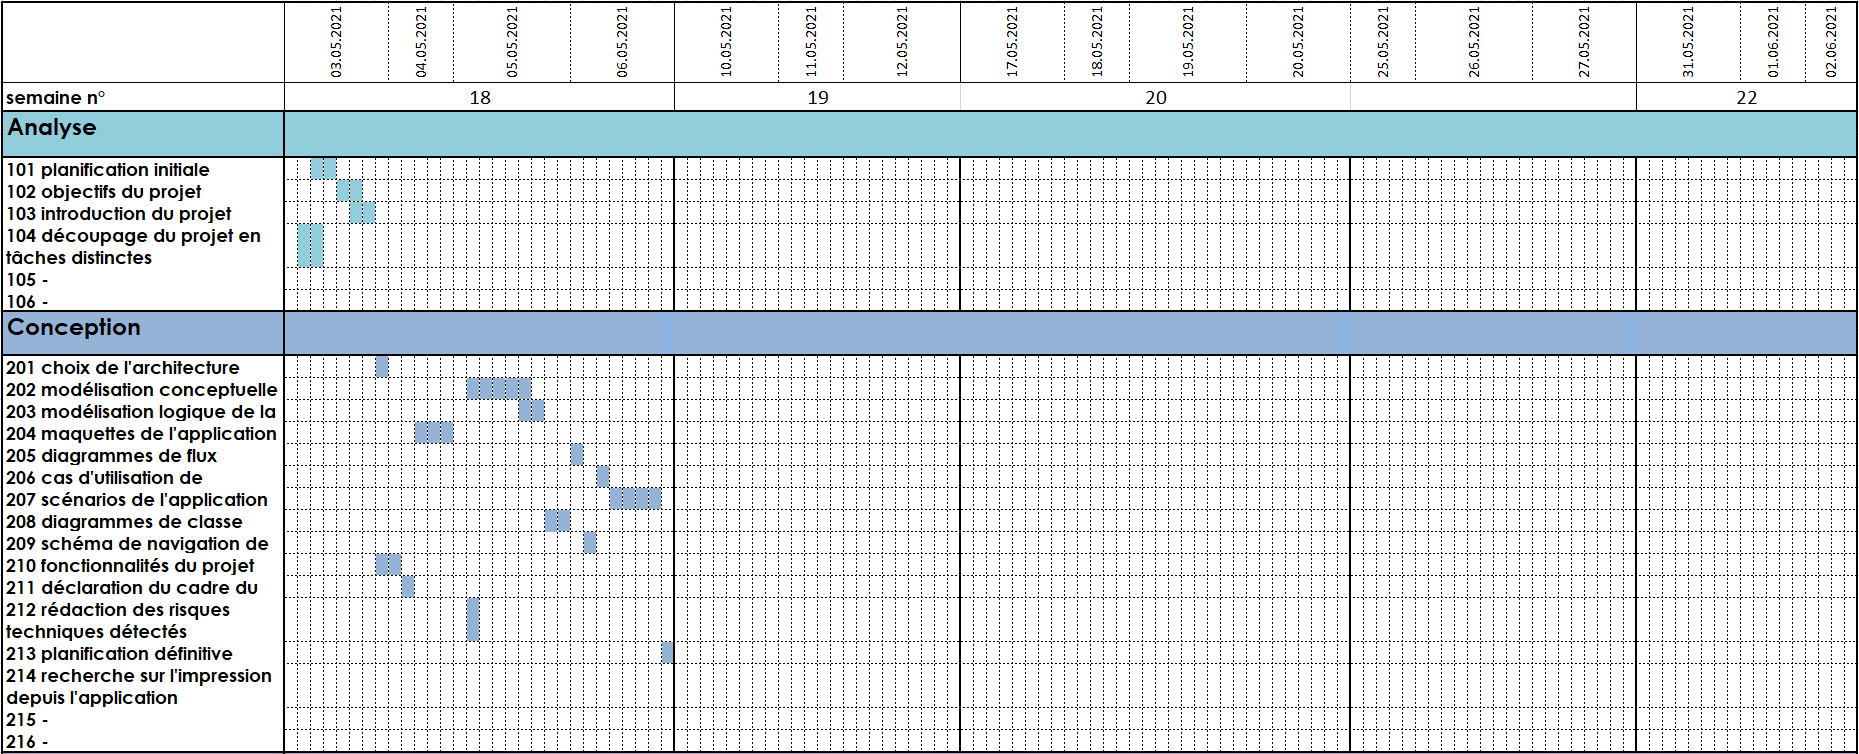 03.05.2021 04.05.2021 05.05.2021 06.05.2021 10.05.2021 11.05.2021 12.05.2021 17.05.2021 18.05.2021 19.05.2021 20.05.2021 25.05.2021 26.05.2021 27.05.2021 31.05.2021 01.06.2021 02.06.2021
semaine n° 18 19 20 22
Analyse
101 planification initiale
102 objectifs du projet
103 introduction du projet
104 découpage du projet en
tâches distinctes
105 -
106 -
Conception
201 choix de l'architecture
202 modélisation conceptuelle
203 modélisation logique de la
204 maquettes de l'application
205 diagrammes de flux
206 cas d'utilisation de
207 scénarios de l'application
208 diagrammes de classe
209 schéma de navigation de
210 fonctionnalités du projet
211 déclaration du cadre du
212 rédaction des risques
techniques détectés
213 planification définitive
214 recherche sur l'impression
depuis l'application
215 -
216 -